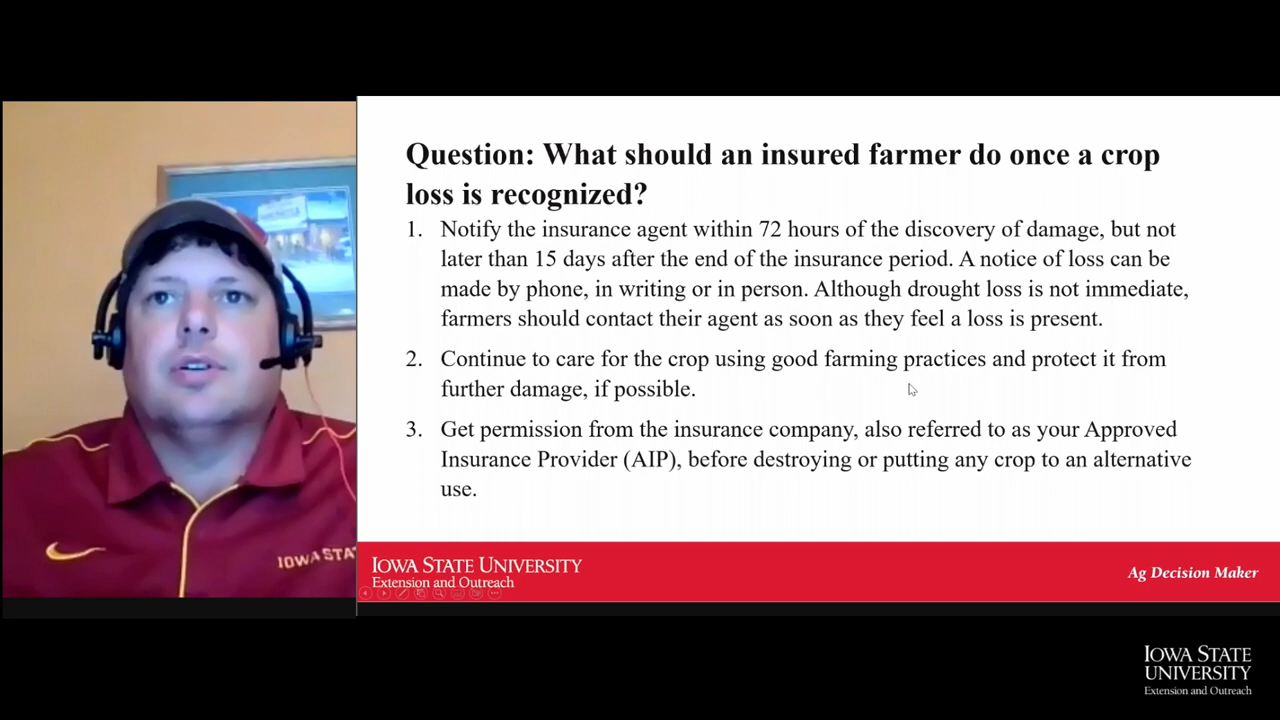 Question: What should an insured farmer do once a crop
loss is recognized?
1. Notify the insurance agent within 72 hours of the discovery of damage, but not
later than 15 days after the end of the insurance period. A notice of loss can be
made by phone, in writing or in person. Although drought loss is not immediate,
farmers should contact their agent as soon as they feel a loss is present.
2. Continue to care for the crop using good farming practices and protect it from
further damage, if possible.
3. Get permission from the insurance company, also referred to as your Approved
Insurance Provider (AIP), before destroying or putting any crop to an alternative
use.
IOWA STAT
IOWA STATE UNIVERSITY
Extension and Outreach
Ag Decision Maker
IOWA STATE
UNIVERSITY
Extension and Outreach